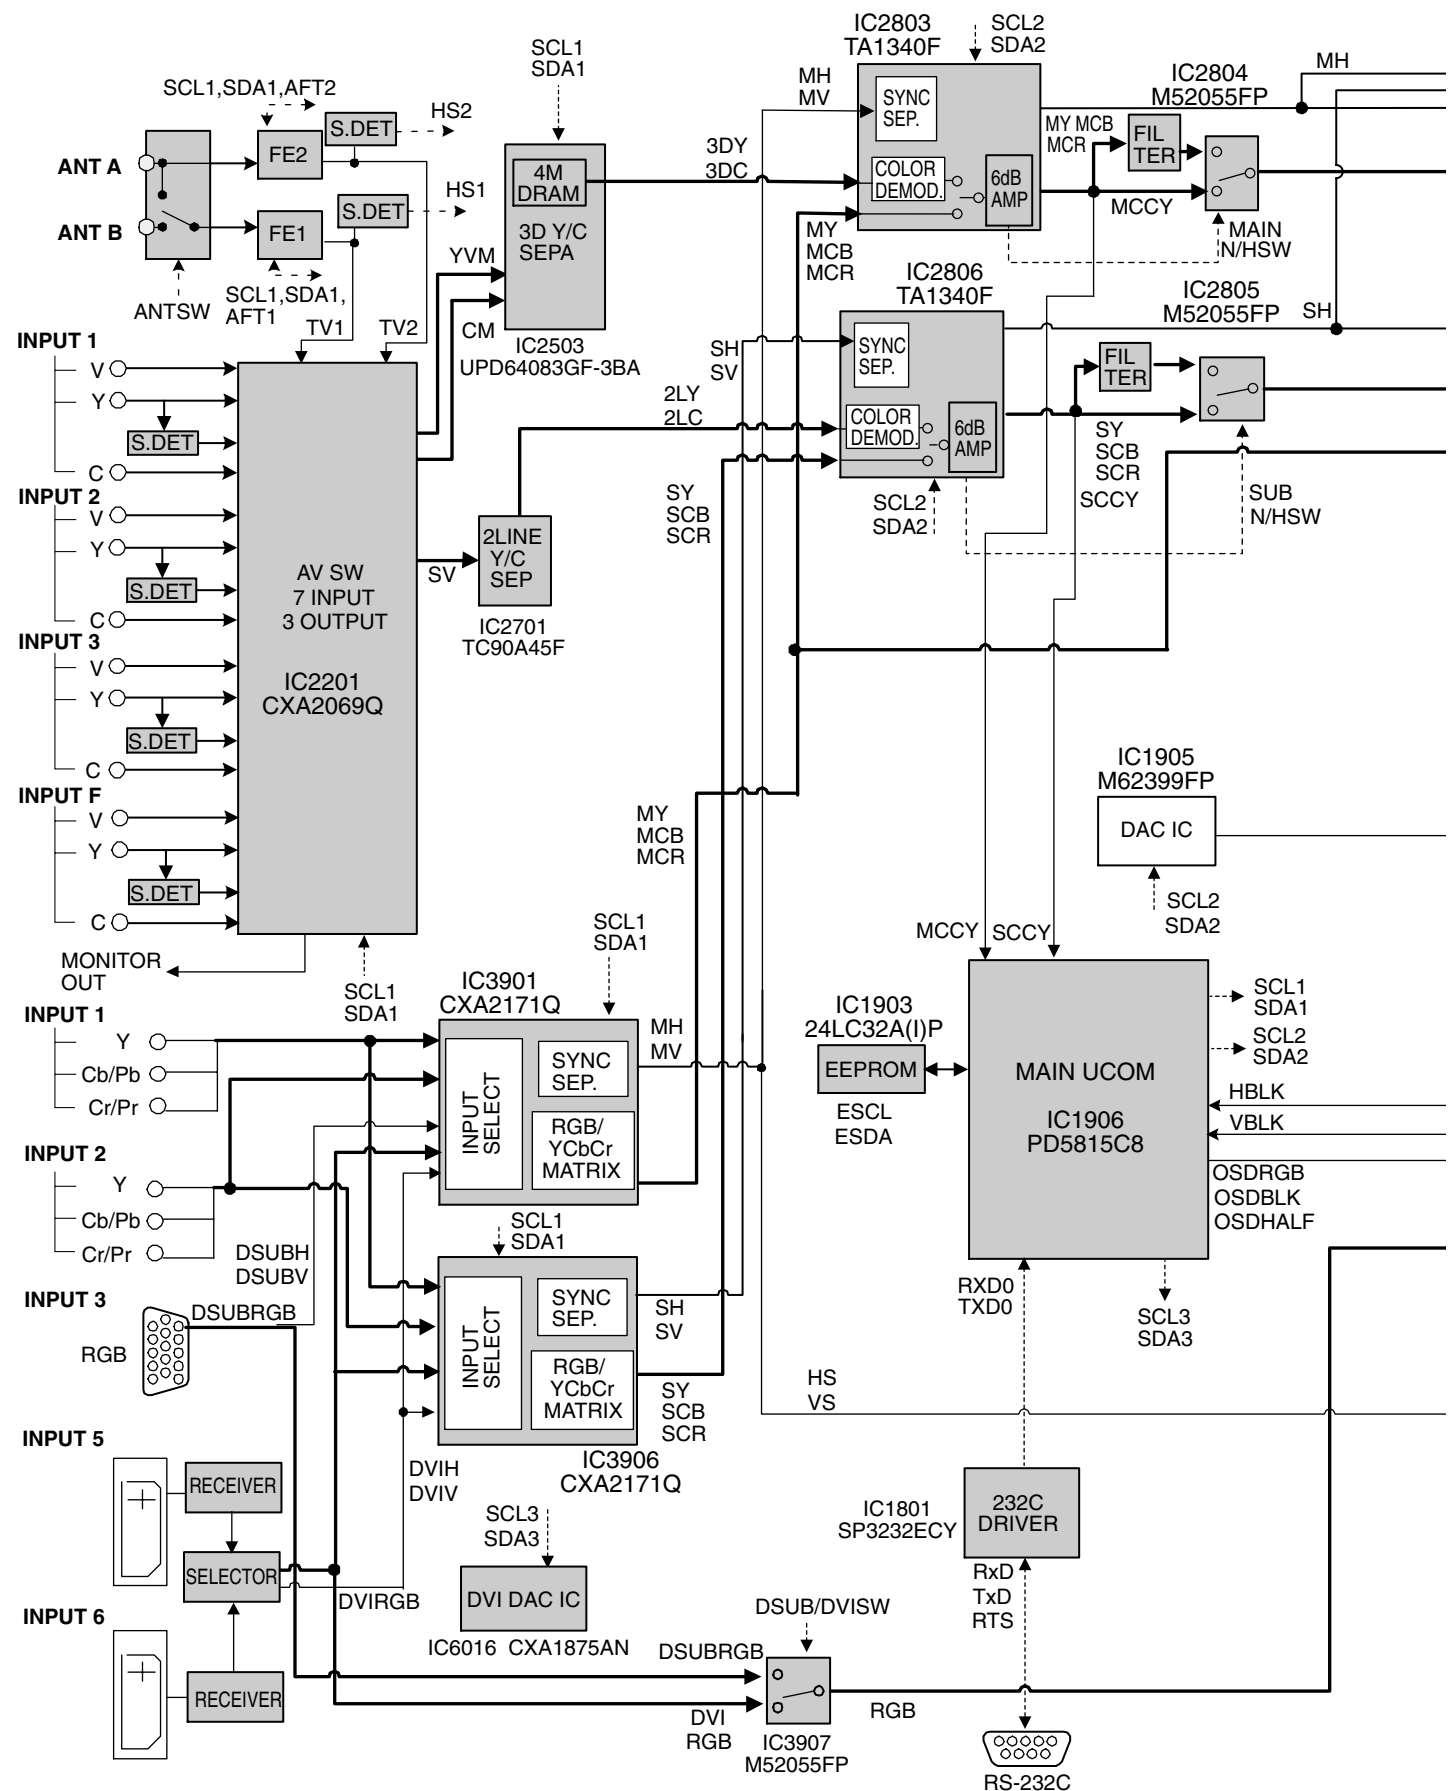 IC2803
TA1340F
SCL2
SDA2
SCL1
SDA1
MH
MV
SYNC
SEP.
IC2804
M52055FP
MH
SCL1,SDA1,AFT2
HS2
S.DET
ANT A
FE2
3DY
3DC
4M
DRAM
3D Y/C
SEPA
COLOR
DEMOD.
6dB
AMP
MY MCB
MCR
FIL
TER
MCCY
MAIN
N/HSW
S.DET
HS1
ANT B
FE1
YVM
CM
MY
MCB
MCR
ANTSW
SCL1,SDA1,
AFT1
TV1
TV2
IC2503
UPD64083GF-3BA
IC2806
TA1340F
IC2805
M52055FP
SH
SH
SV
SYNC
SEP.
FIL
TER
2LY
2LC
COLOR
DEMOD.
6dB
AMP
SY
SCB
SCR
SCCY
SUB
N/HSW
SCL2
SDA2
SY
SCB
SCR
INPUT 1
V
Y
S.DET
C
INPUT 2
V
Y
S.DET
C
INPUT 3
V
Y
S.DET
C
INPUT F
V
Y
S.DET
C
AV SW
7 INPUT
3 OUTPUT
IC2201
CXA2069Q
SV
2LINE
Y/C
SEP
IC2701
TC90A45F
MONITOR
OUT
SCL1
SDA1
MY
MCB
MCR
IC1905
M62399FP
DAC IC
SCL2
SDA2
MCCY
SCCY
SCL1
SDA1
IC3901
CXA2171Q
INPUT
SELECT
SYNC
SEP.
RGB/
YCbCr
MATRIX
MH
MV
INPUT 1
Y
Cb/Pb
Cr/Pr
INPUT 2
Y
Cb/Pb
Cr/Pr
DSUBH
DSUBV
IC1903
24LC32A(I)P
EEPROM
ESCL
ESDA
MAIN UCOM
IC1906
PD5815C8
SCL1
SDA1
SCL2
SDA2
HBLK
VBLK
OSDRGB
OSDBLK
OSDHALF
SCL1
SDA1
INPUT
SELECT
SYNC
SEP.
RGB/
YCbCr
MATRIX
SH
SV
SY
SCB
SCR
IC3906
CXA2171Q
INPUT 3
DSUBRGB
RGB
RXD0
TXD0
SCL3
SDA3
HS
VS
INPUT 5
RECEIVER
SELECTOR
DVIH
DVIV
DVIRGB
INPUT 6
RECEIVER
SCL3
SDA3
DVI DAC IC
IC6016 CXA1875AN
IC1801
SP3232ECY
232C
DRIVER
RxD
TxD
RTS
DSUB/DVISW
DSUBRGB
DVI
RGB
RGB
IC3907
M52055FP
RS-232C